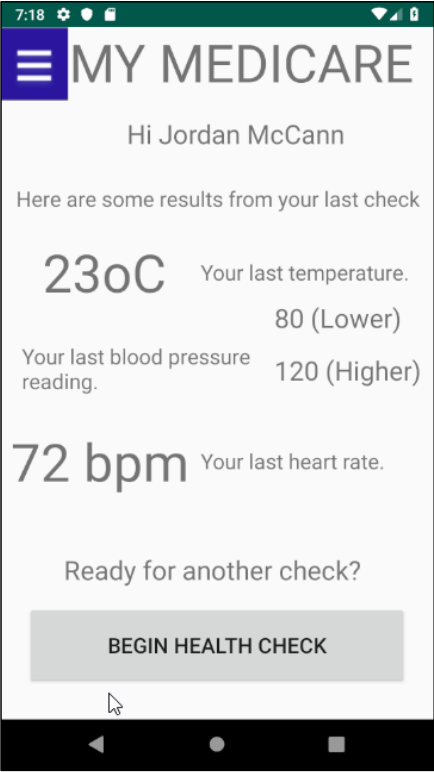 7:18
MY MEDICARE
Hi Jordan McCann
Here are some results from your last check
23oC
Your last temperature.
80 (Lower)
Your last blood pressure
reading.
120 (Higher)
72 bpm
Your last heart rate.
Ready for another check?
BEGIN HEALTH CHECK